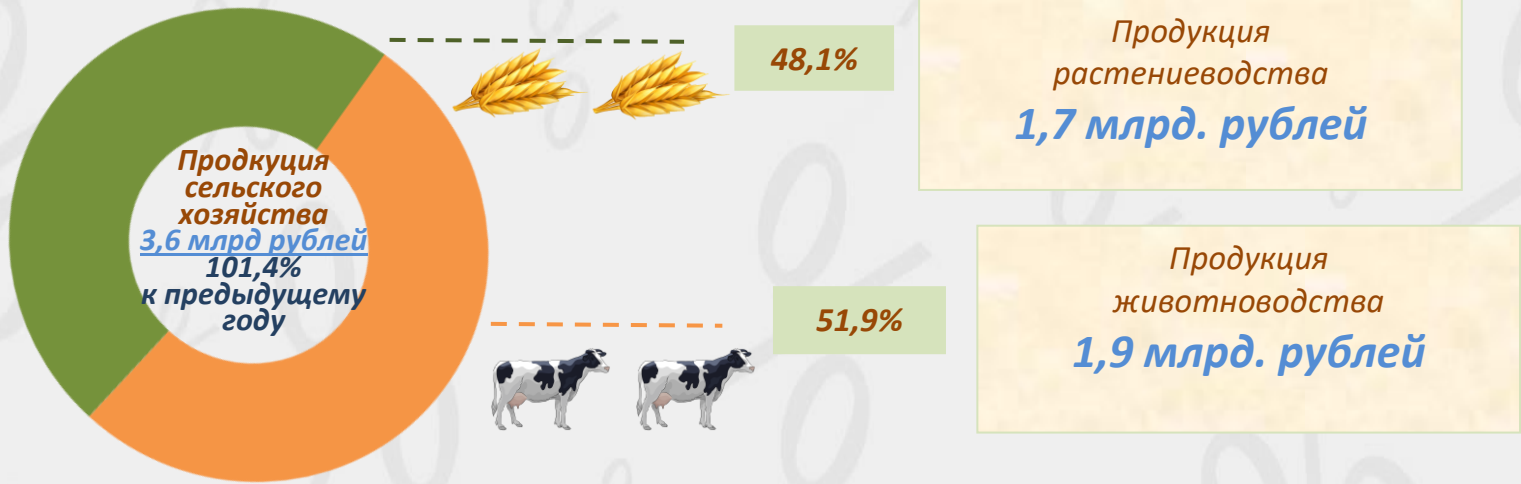 Продкуция
сельского
хозяйства
3,6 млрд рублей
101,4%
к предыдущему
году
48,1%
Продукция
растениеводства
1,7 млрд. рублей
51,9%
Продукция
животноводства
1,9 млрд. рублей